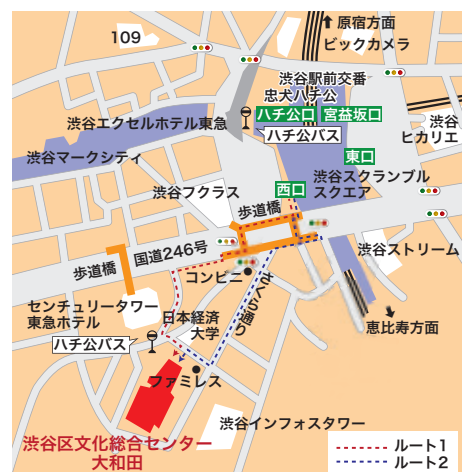 ↑ 原宿方面
ビックカメラ
109
渋谷駅前交番
忠犬ハチ公
ハチ公口
宮益坂口
渋谷エクセルホテル東急
ハチ公バス
渋谷
ヒカリエ
渋谷マークシティ
東口
渋谷スクランブル
スクエア
西口
渋谷フクラス
歩道橋
国道246号
歩道橋
渋谷ストリーム
コンビニ
さくら通り
センチュリータワー
東急ホテル
日本経済
大学
恵比寿方面
ハチ公バス
ファミレス
渋谷インフォスタワー
渋谷区文化総合センター
大和田
ルート1
ルート2